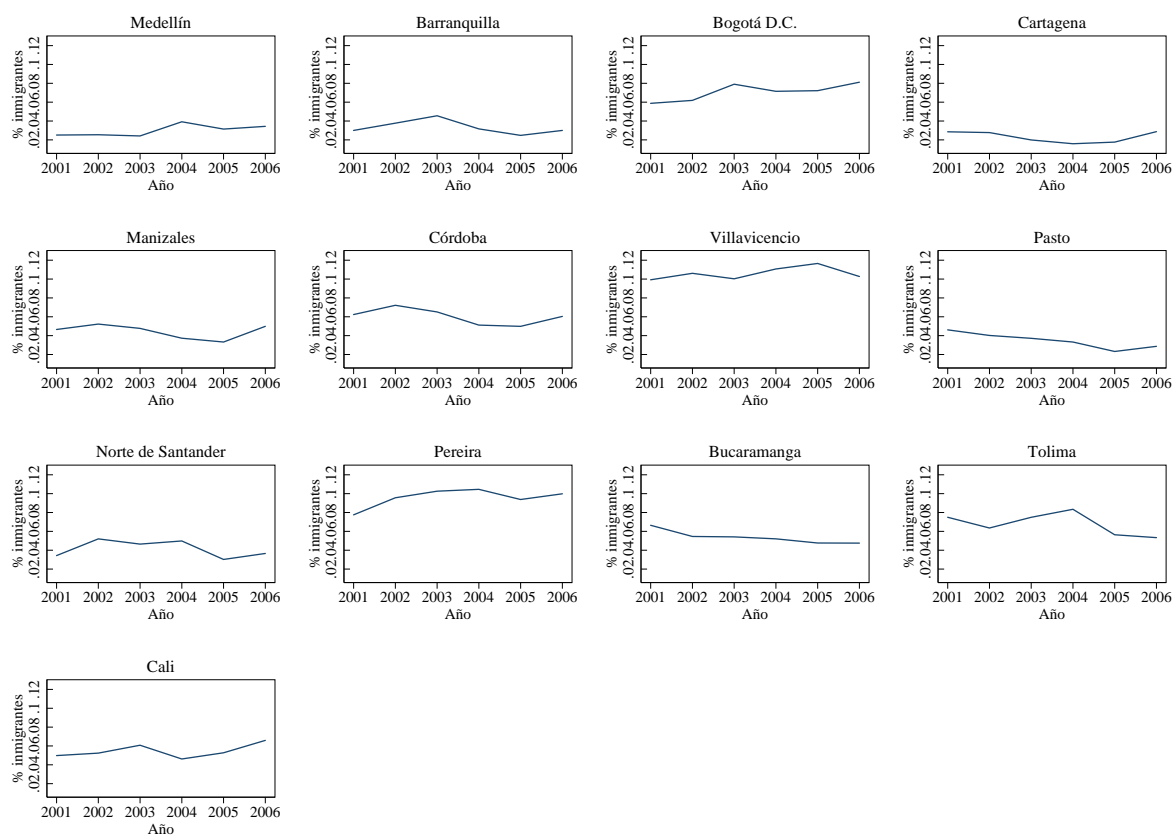 Medellín
% inmigrantes
.02.04.06.08 .1 .12
2001 2002 2003 2004 2005 2006
Año
Barranquilla
% inmigrantes
.02.04.06.08 .1 .12
2001 2002 2003 2004 2005 2006
Año
Bogotá D.C.
% inmigrantes
.02.04.06.08 .1 .12
2001 2002 2003 2004 2005 2006
Año
Cartagena
% inmigrantes
.02.04.06.08 .1 .12
2001 2002 2003 2004 2005 2006
Año
Manizales
% inmigrantes
.02.04.06.08 .1 .12
2001 2002 2003 2004 2005 2006
Año
Córdoba
% inmigrantes
.02.04.06.08 .1 .12
2001 2002 2003 2004 2005 2006
Año
Villavicencio
% inmigrantes
.02.04.06.08 .1 .12
2001 2002 2003 2004 2005 2006
Año
Pasto
% inmigrantes
.02.04.06.08 .1 .12
2001 2002 2003 2004 2005 2006
Año
Norte de Santander
% inmigrantes
.02.04.06.08 .1 .12
2001 2002 2003 2004 2005 2006
Año
Pereira
% inmigrantes
.02.04.06.08 .1 .12
2001 2002 2003 2004 2005 2006
Año
Bucaramanga
% inmigrantes
.02.04.06.08 .1 .12
2001 2002 2003 2004 2005 2006
Año
Tolima
% inmigrantes
.02.04.06.08 .1 .12
2001 2002 2003 2004 2005 2006
Año
Cali
% inmigrantes
.02.04.06.08 .1 .12
2001 2002 2003 2004 2005 2006
Año